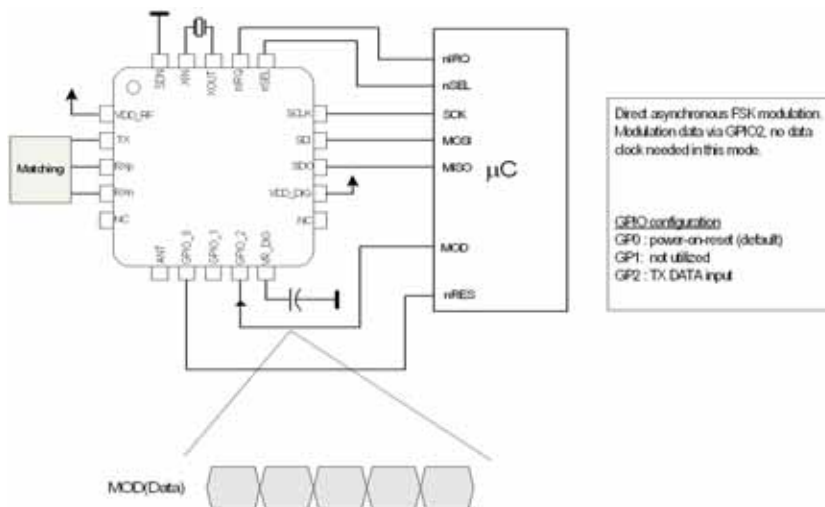 SDN
XIN
XOUT
nIRQ
nSEL
VDD_RF
TX
RXp
RXn
NC
SCLK
SDI
SDO
VDD_DIG
NC
ANT
GPIO_0
GPIO_1
GPIO_2
VR_DIG
Matching
nIRQ
nSEL
SCK
MOSI
MISO
μC
MOD
nRES
Direct asynchronous FSK modulation.
Modulation data via GPIO2, no data
clock needed in this mode.
GPIO configuration
GP0 : power-on-reset (default)
GP1: not utilized
GP2 : TX DATA input
MOD(Data)